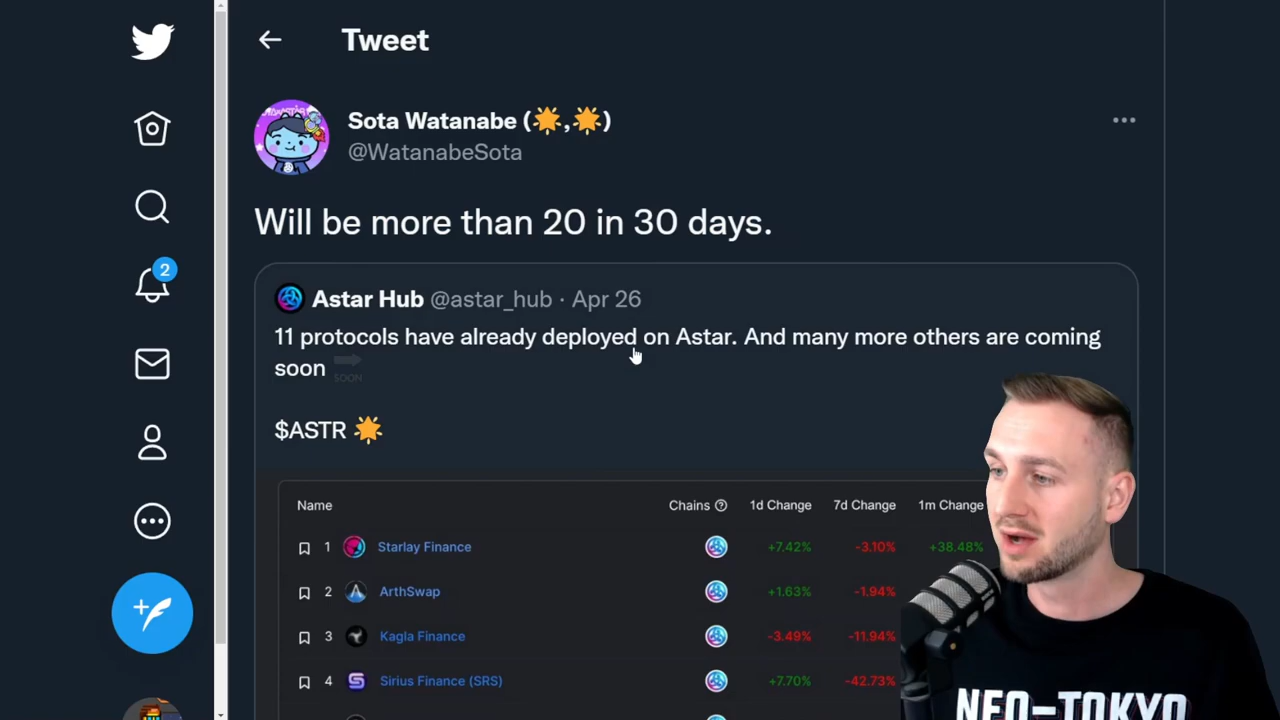 Tweet
Sota Watanabe (🌟,🌟)
@WatanabeSota
Will be more than 20 in 30 days.
2
Astar Hub @astar_hub · Apr 26
11 protocols have already deployed on Astar. And many more others are coming
soon SOON
$ASTR 🌟
Name Chains 1d Change 7d Change 1m Change
1 Starlay Finance +7.42% -3.10% +38.48%
2 ArthSwap +1.63% -1.94%
3 Kagla Finance -3.49% -11.94%
4 Sirius Finance (SRS) +7.70% -42.73%
NEO-TOKYO